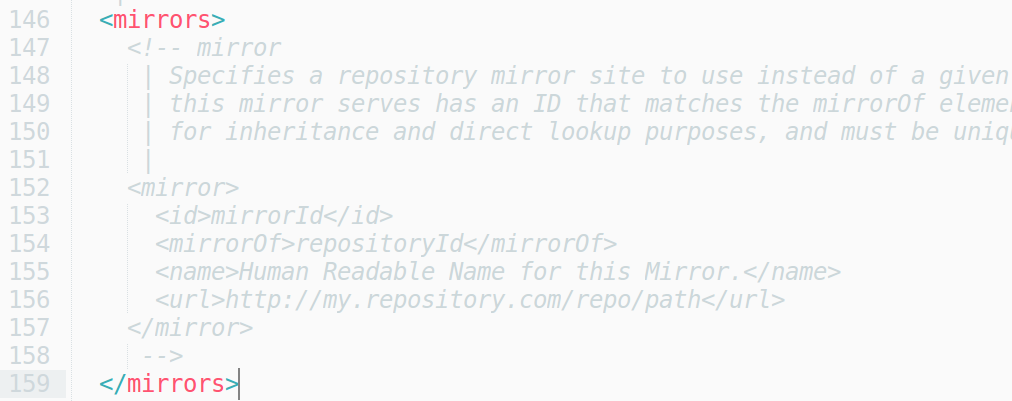 146 <mirrors>
147 <!-- mirror
148 | Specifies a repository mirror site to use instead of a given
149 | this mirror serves has an ID that matches the mirrorOf eleme
150 | for inheritance and direct lookup purposes, and must be uniqu
151 |
152 <mirror>
153 <id>mirrorId</id>
154 <mirrorOf>repositoryId</mirrorOf>
155 <name>Human Readable Name for this Mirror.</name>
156 <url>http://my.repository.com/repo/path</url>
157 </mirror>
158 -->
159 </mirrors>